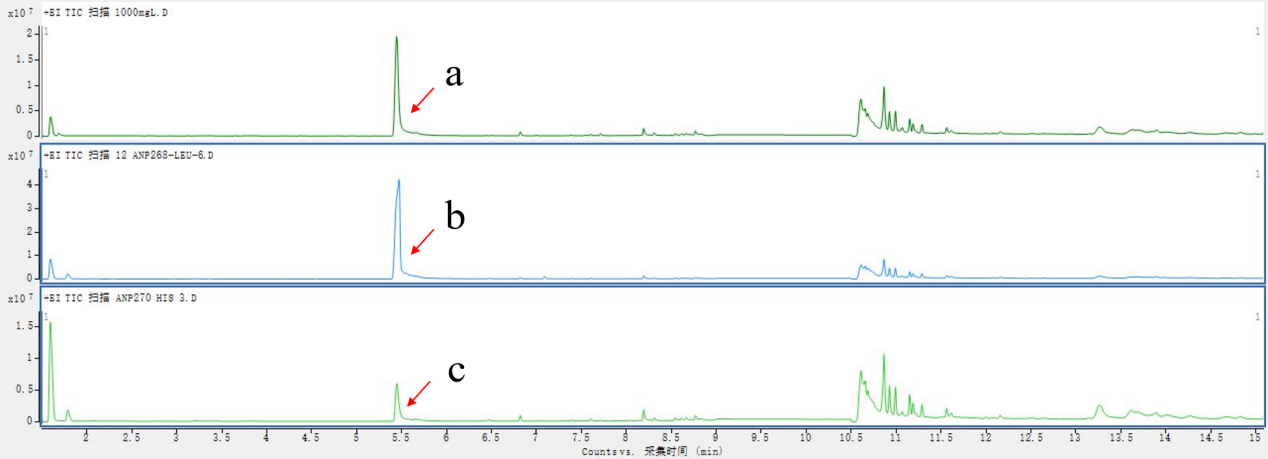 x10 7 +EI TIC 扫描 1000mgL.D
1 1
2
1.5
1
0.5
0
a
x10 7 +EI TIC 扫描 12 ANP268-LEU-6.D
1 1
4
3
2
1
0
b
x10 7 +EI TIC 扫描 ANP270 HIS 3.D
1 1
1.5
1
0.5
0
c
2 2.5 3 3.5 4 4.5 5 5.5 6 6.5 7 7.5 8 8.5 9 9.5 10 10.5 11 11.5 12 12.5 13 13.5 14 14.5 15
Counts vs. 采集时间 (min)